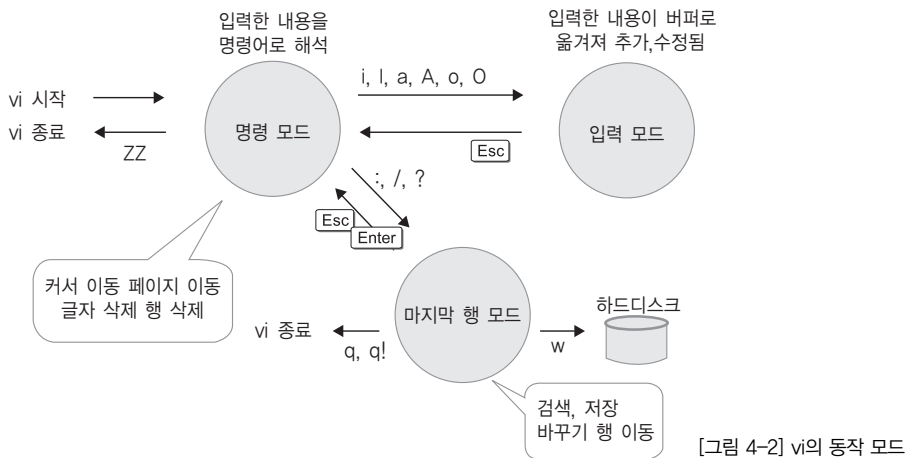 입력한 내용을
명령어로 해석
입력한 내용이 버퍼로
옮겨져 추가,수정됨
vi 시작
vi 종료
ZZ
명령 모드
i, I, a, A, o, O
Esc
입력 모드
:, /, ?
Esc
Enter
커서 이동 페이지 이동
글자 삭제 행 삭제
vi 종료
q, q!
마지막 행 모드
w
하드디스크
검색, 저장
바꾸기 행 이동
[그림 4-2] vi의 동작 모드